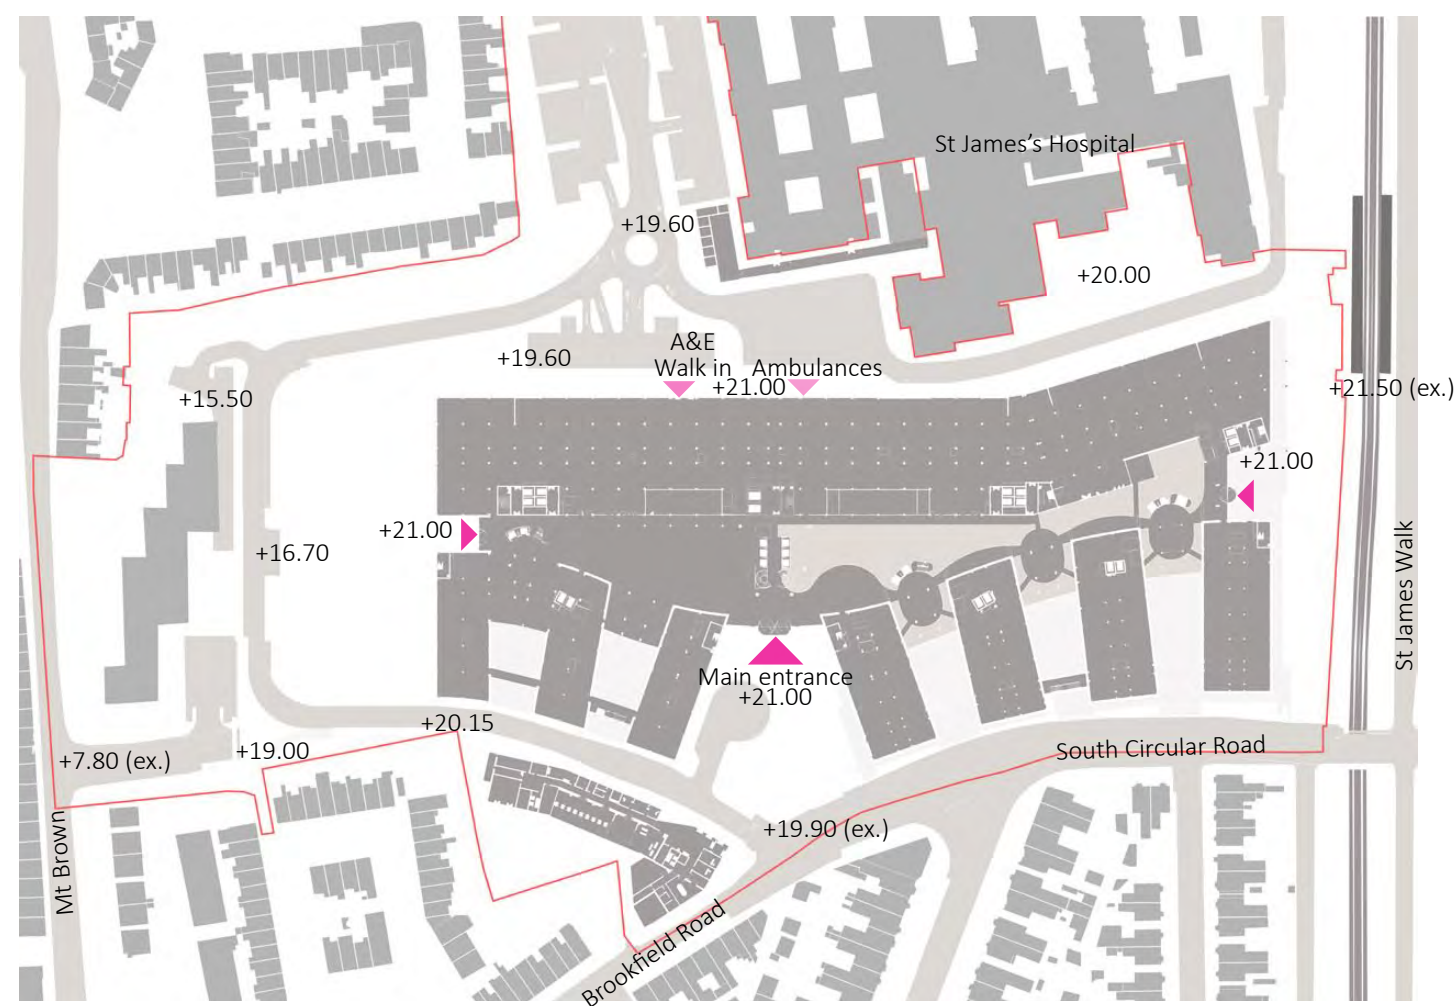 St James's Hospital
+19.60
+20.00
A&E
+19.60
Walk in
Ambulances
+21.00
+21.50 (ex.)
+15.50
+21.00
+21.00
+16.70
St James Walk
Main entrance
+21.00
+20.15
+19.00
South Circular Road
+7.80 (ex.)
+19.90 (ex.)
Mt Brown
Brookfield Road